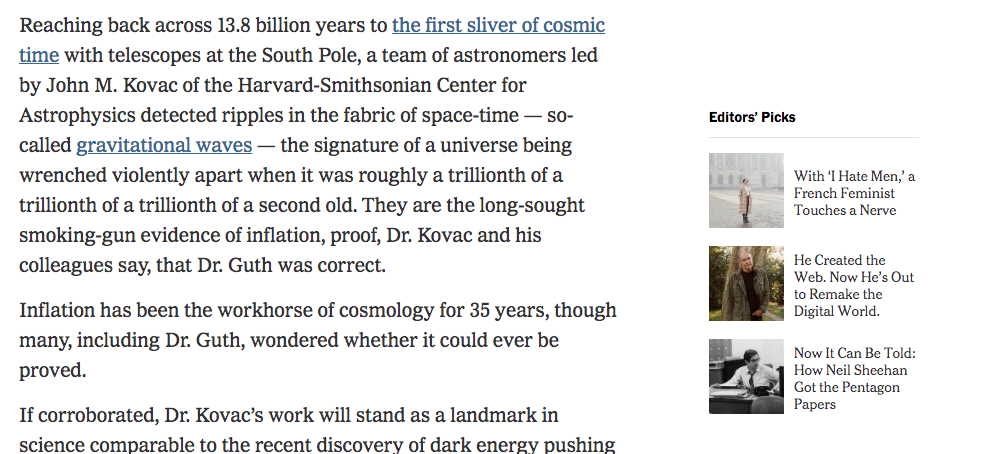 Reaching back across 13.8 billion years to the first sliver of cosmic
time with telescopes at the South Pole, a team of astronomers led
by John M. Kovac of the Harvard-Smithsonian Center for
Astrophysics detected ripples in the fabric of space-time — so-
called gravitational waves — the signature of a universe being
wrenched violently apart when it was roughly a trillionth of a
trillionth of a trillionth of a second old. They are the long-sought
smoking-gun evidence of inflation, proof, Dr. Kovac and his
colleagues say, that Dr. Guth was correct.
Inflation has been the workhorse of cosmology for 35 years, though
many, including Dr. Guth, wondered whether it could ever be
proved.
If corroborated, Dr. Kovac’s work will stand as a landmark in
science comparable to the recent discovery of dark energy pushing
Editors’ Picks
With ‘I Hate Men,’ a
French Feminist
Touches a Nerve
He Created the
Web. Now He’s Out
to Remake the
Digital World.
Now It Can Be Told:
How Neil Sheehan
Got the Pentagon
Papers